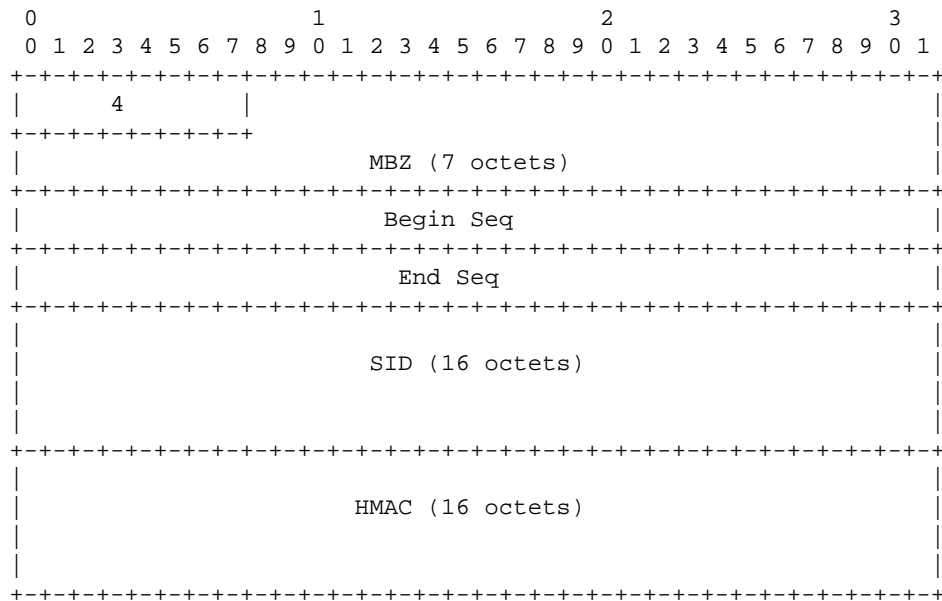 0                   1                   2                   3
 0 1 2 3 4 5 6 7 8 9 0 1 2 3 4 5 6 7 8 9 0 1 2 3 4 5 6 7 8 9 0 1
+-+-+-+-+-+-+-+-+-+-+-+-+-+-+-+-+-+-+-+-+-+-+-+-+-+-+-+-+-+-+-+-+
|      4        |                                               |
+-+-+-+-+-+-+-+-+                                               |
|                        MBZ (7 octets)                         |
+-+-+-+-+-+-+-+-+-+-+-+-+-+-+-+-+-+-+-+-+-+-+-+-+-+-+-+-+-+-+-+-+
|                         Begin Seq                             |
+-+-+-+-+-+-+-+-+-+-+-+-+-+-+-+-+-+-+-+-+-+-+-+-+-+-+-+-+-+-+-+-+
|                          End Seq                              |
+-+-+-+-+-+-+-+-+-+-+-+-+-+-+-+-+-+-+-+-+-+-+-+-+-+-+-+-+-+-+-+-+
|                                                               |
|                        SID (16 octets)                        |
|                                                               |
|                                                               |
+-+-+-+-+-+-+-+-+-+-+-+-+-+-+-+-+-+-+-+-+-+-+-+-+-+-+-+-+-+-+-+-+
|                                                               |
|                       HMAC (16 octets)                        |
|                                                               |
|                                                               |
+-+-+-+-+-+-+-+-+-+-+-+-+-+-+-+-+-+-+-+-+-+-+-+-+-+-+-+-+-+-+-+-+